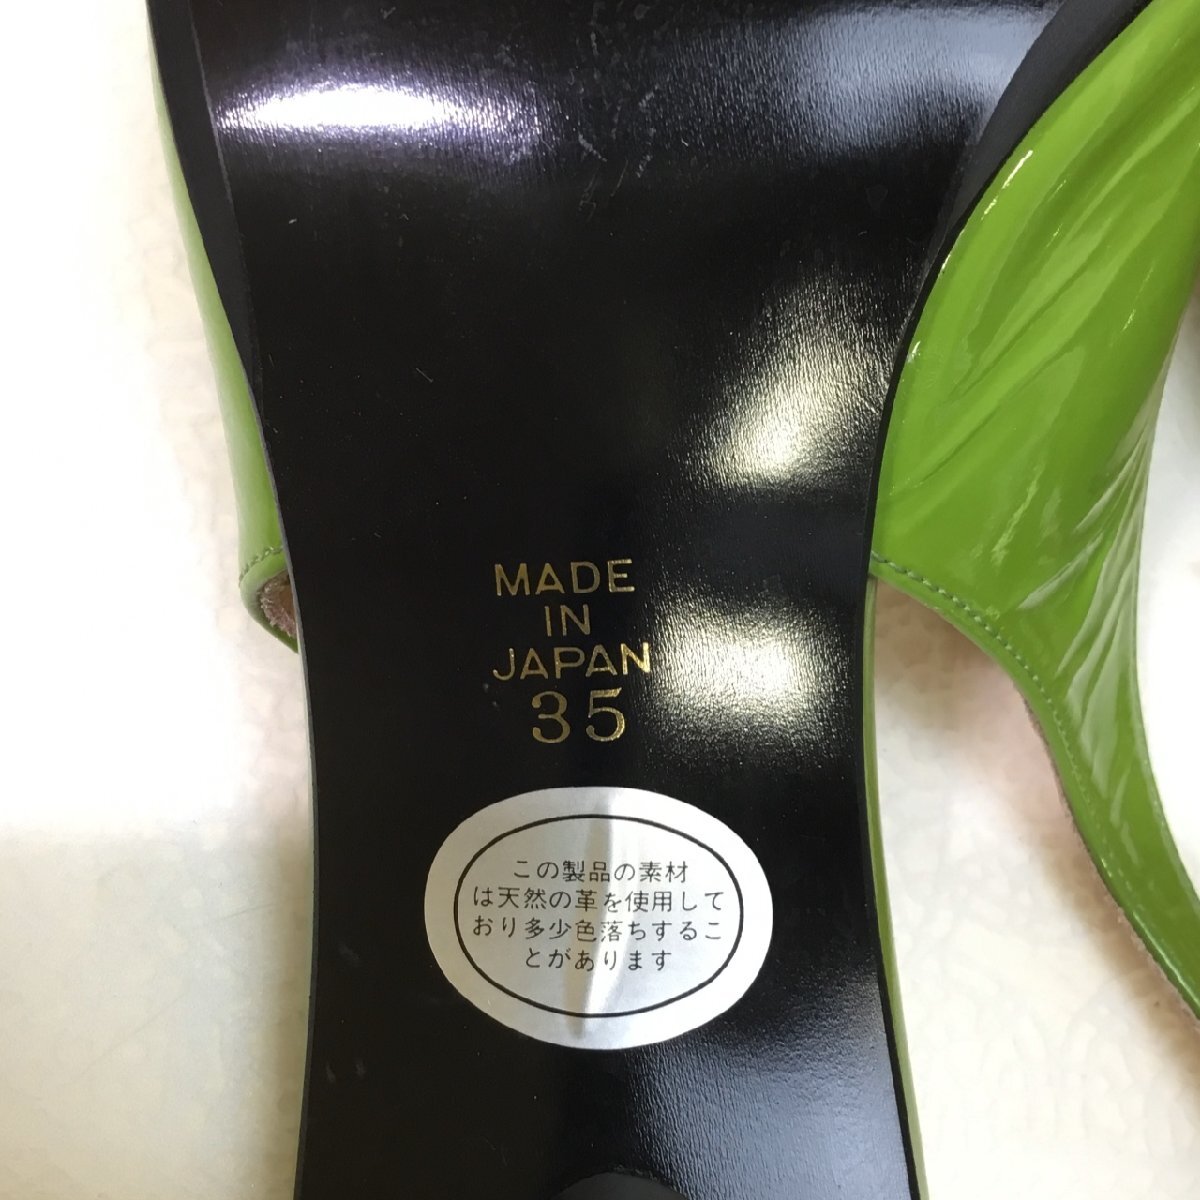 MADE
IN
JAPAN
35
この製品の素材
は天然の革を使用して
おり多少色落ちするこ
とがあります